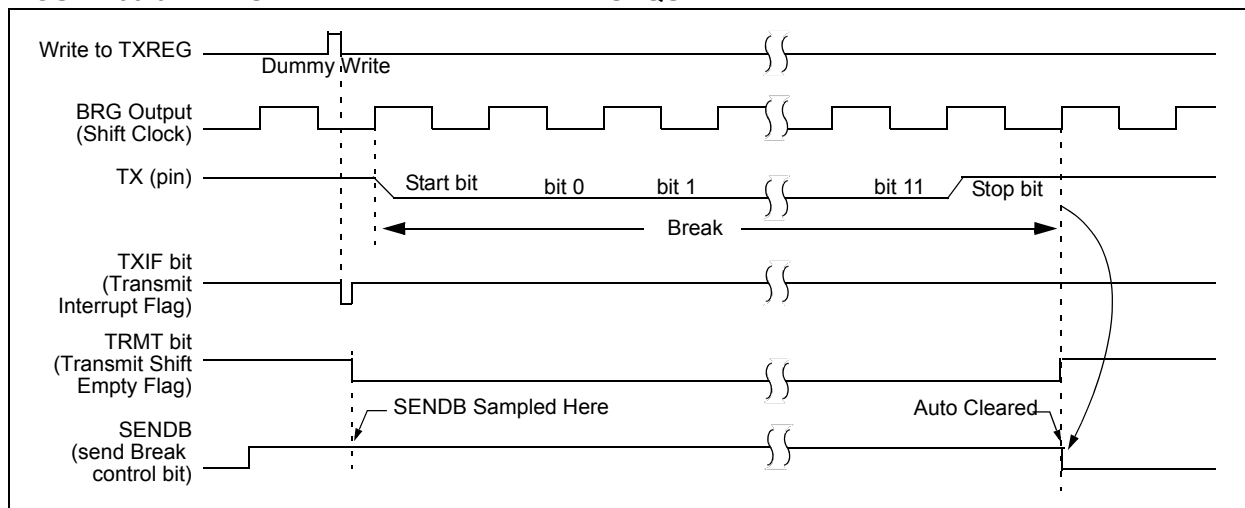 Write to TXREG
Dummy Write
BRG Output
(Shift Clock)
TX (pin)
Start bit
bit 0
bit 1
bit 11
Stop bit
Break
TXIF bit
(Transmit
Interrupt Flag)
TRMT bit
(Transmit Shift
Empty Flag)
SENDB Sampled Here
Auto Cleared
SENDB
(send Break
control bit)